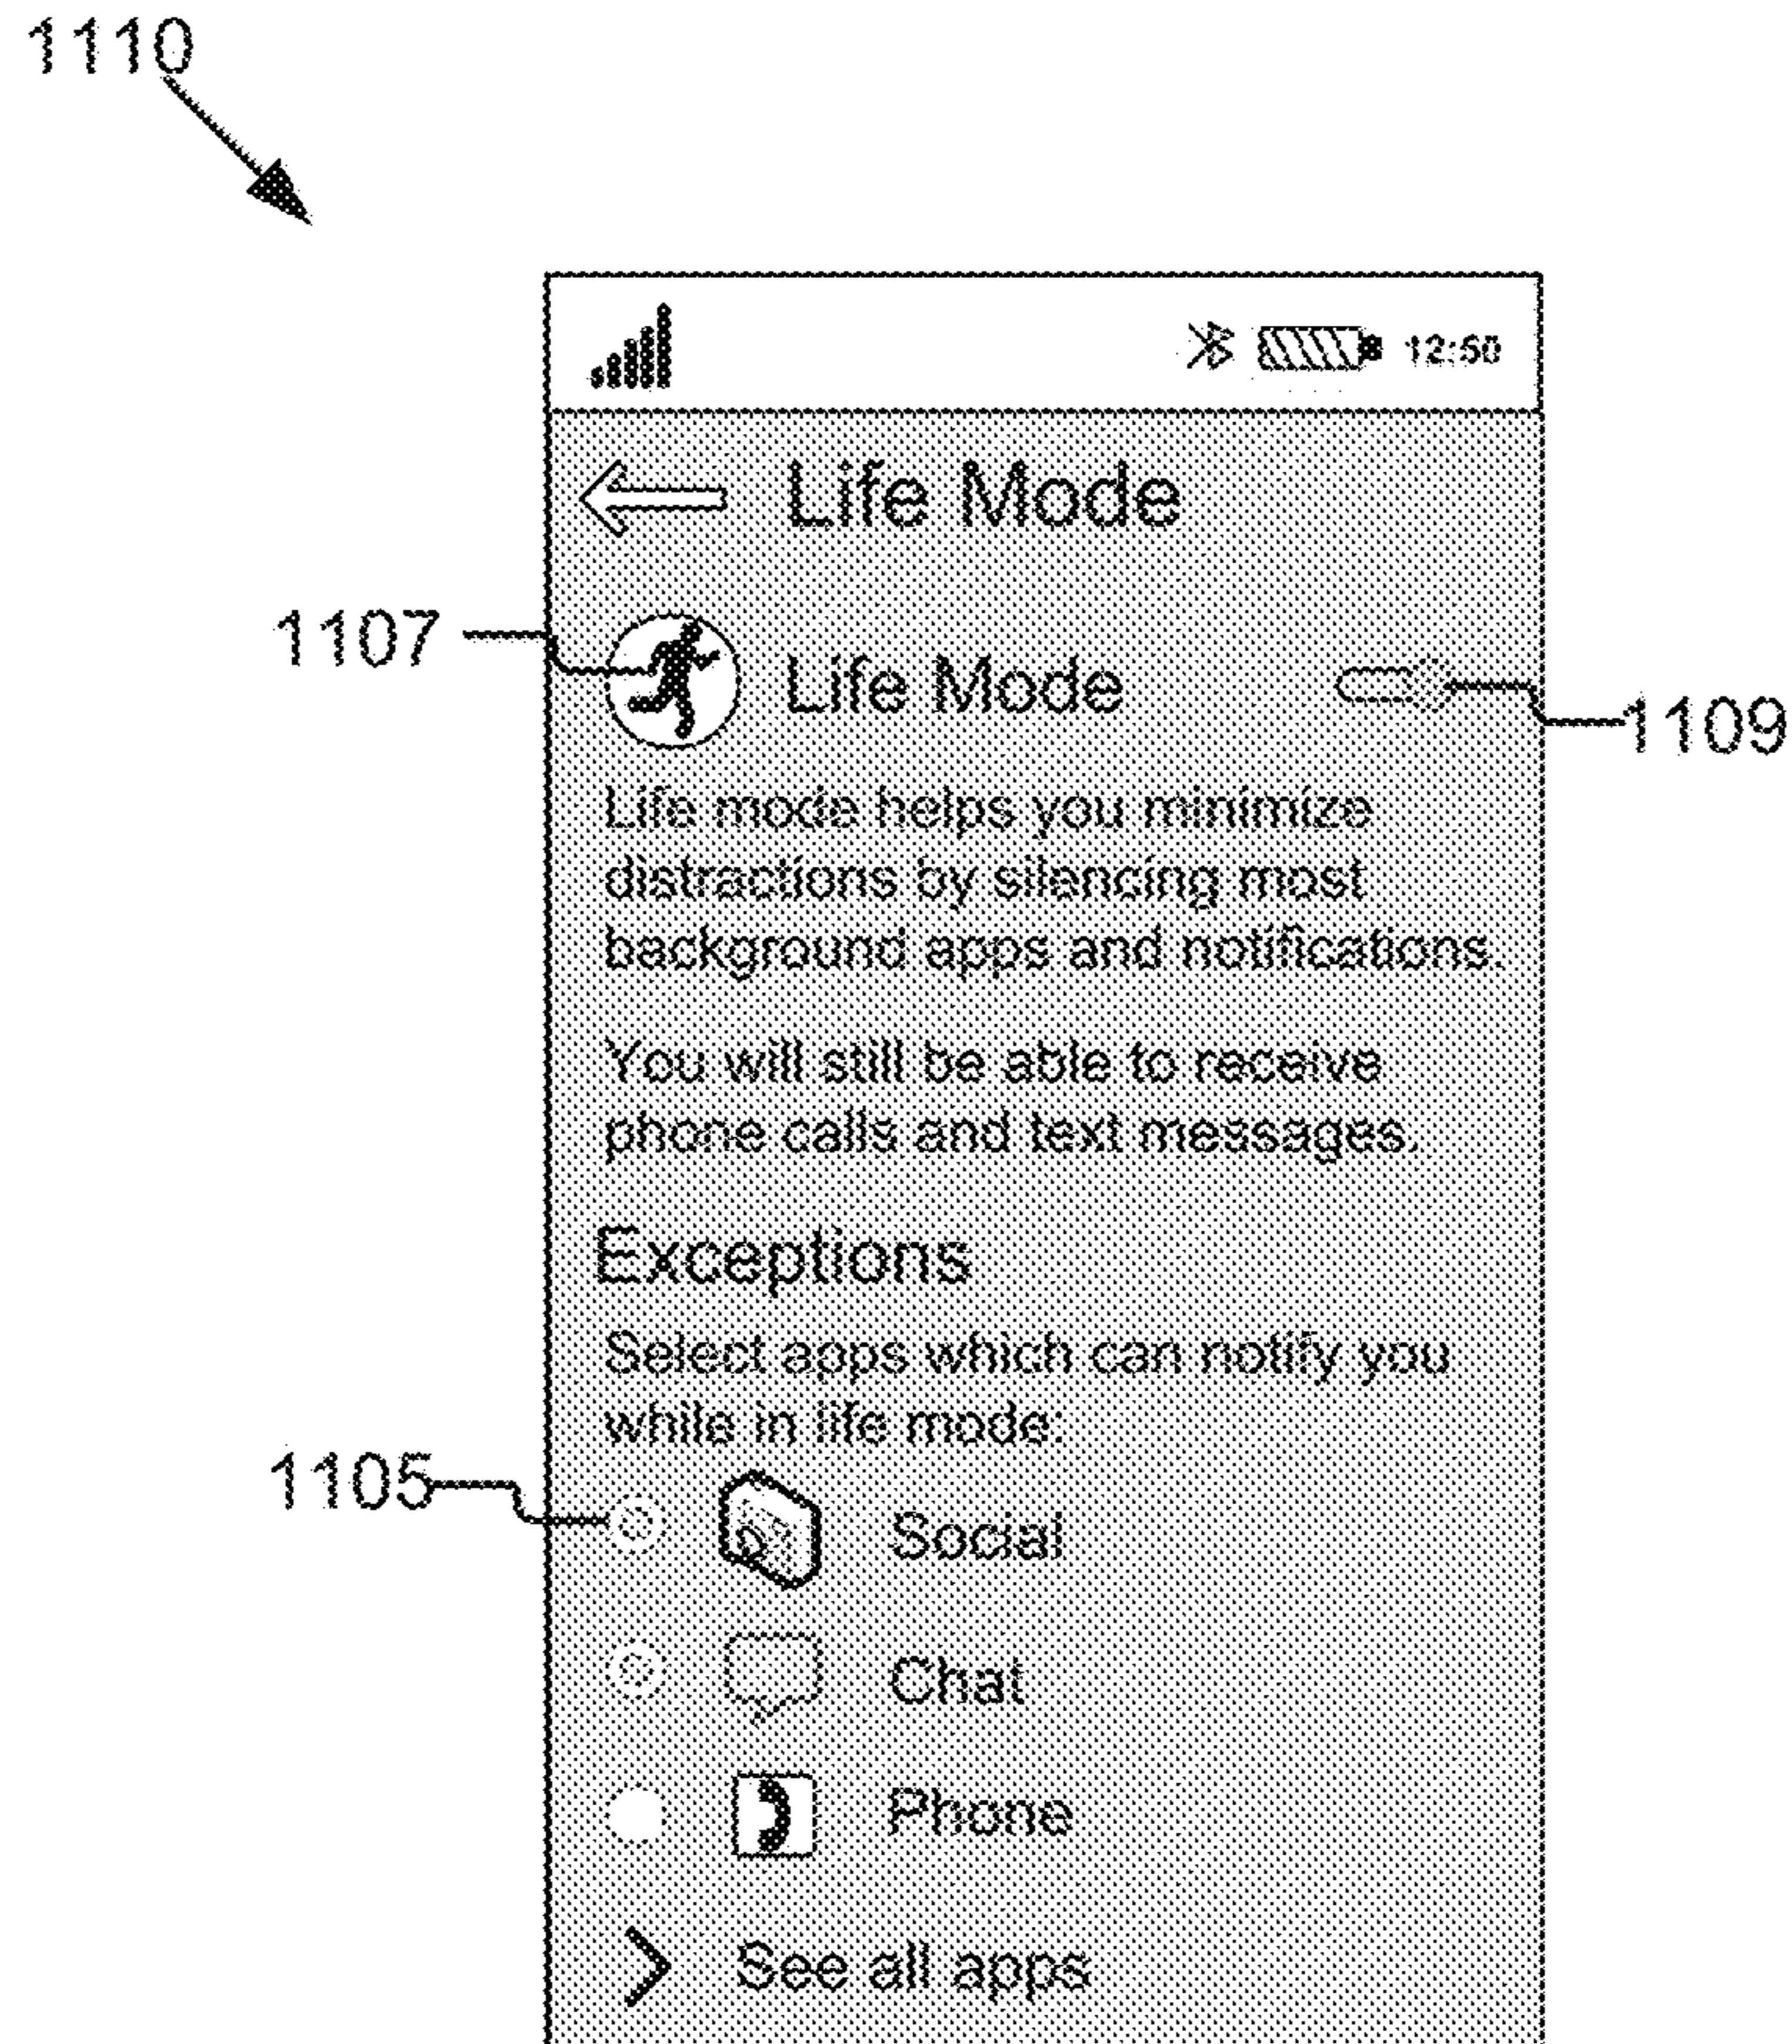 1110
12:50
Life Mode
1107
Life Mode
1109
Life mode helps you minimize
distractions by silencing most
background apps and notifications.
You will still be able to receive
phone calls and text messages.
Exceptions
Select apps which can notify you
while in life mode:
1105
Social
Chat
Phone
See all apps